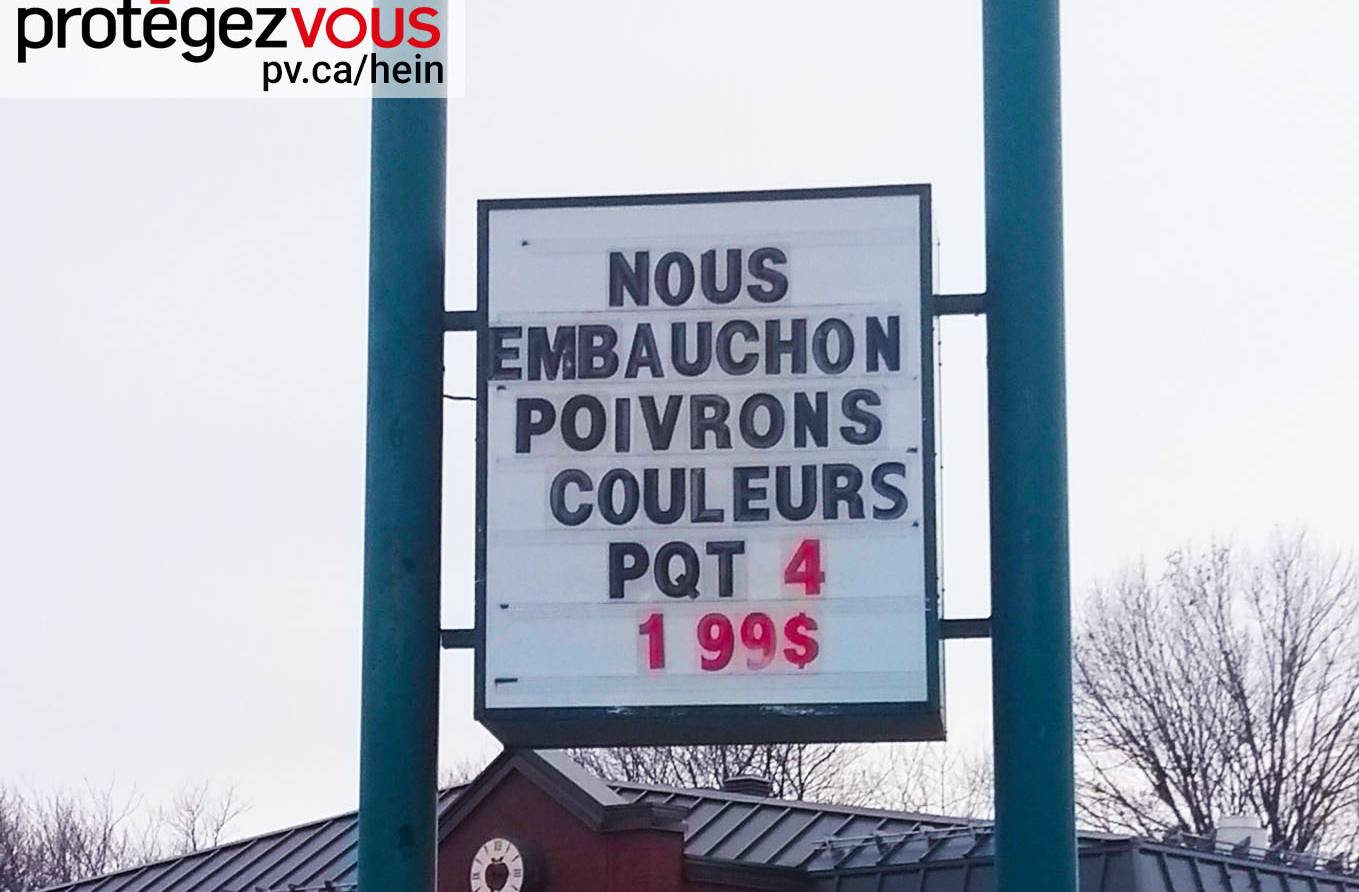 protégezvous
pv.ca/hein
NOUS
EMBAUCHON
POIVRONS
COULEURS
PQT 4
1 99$